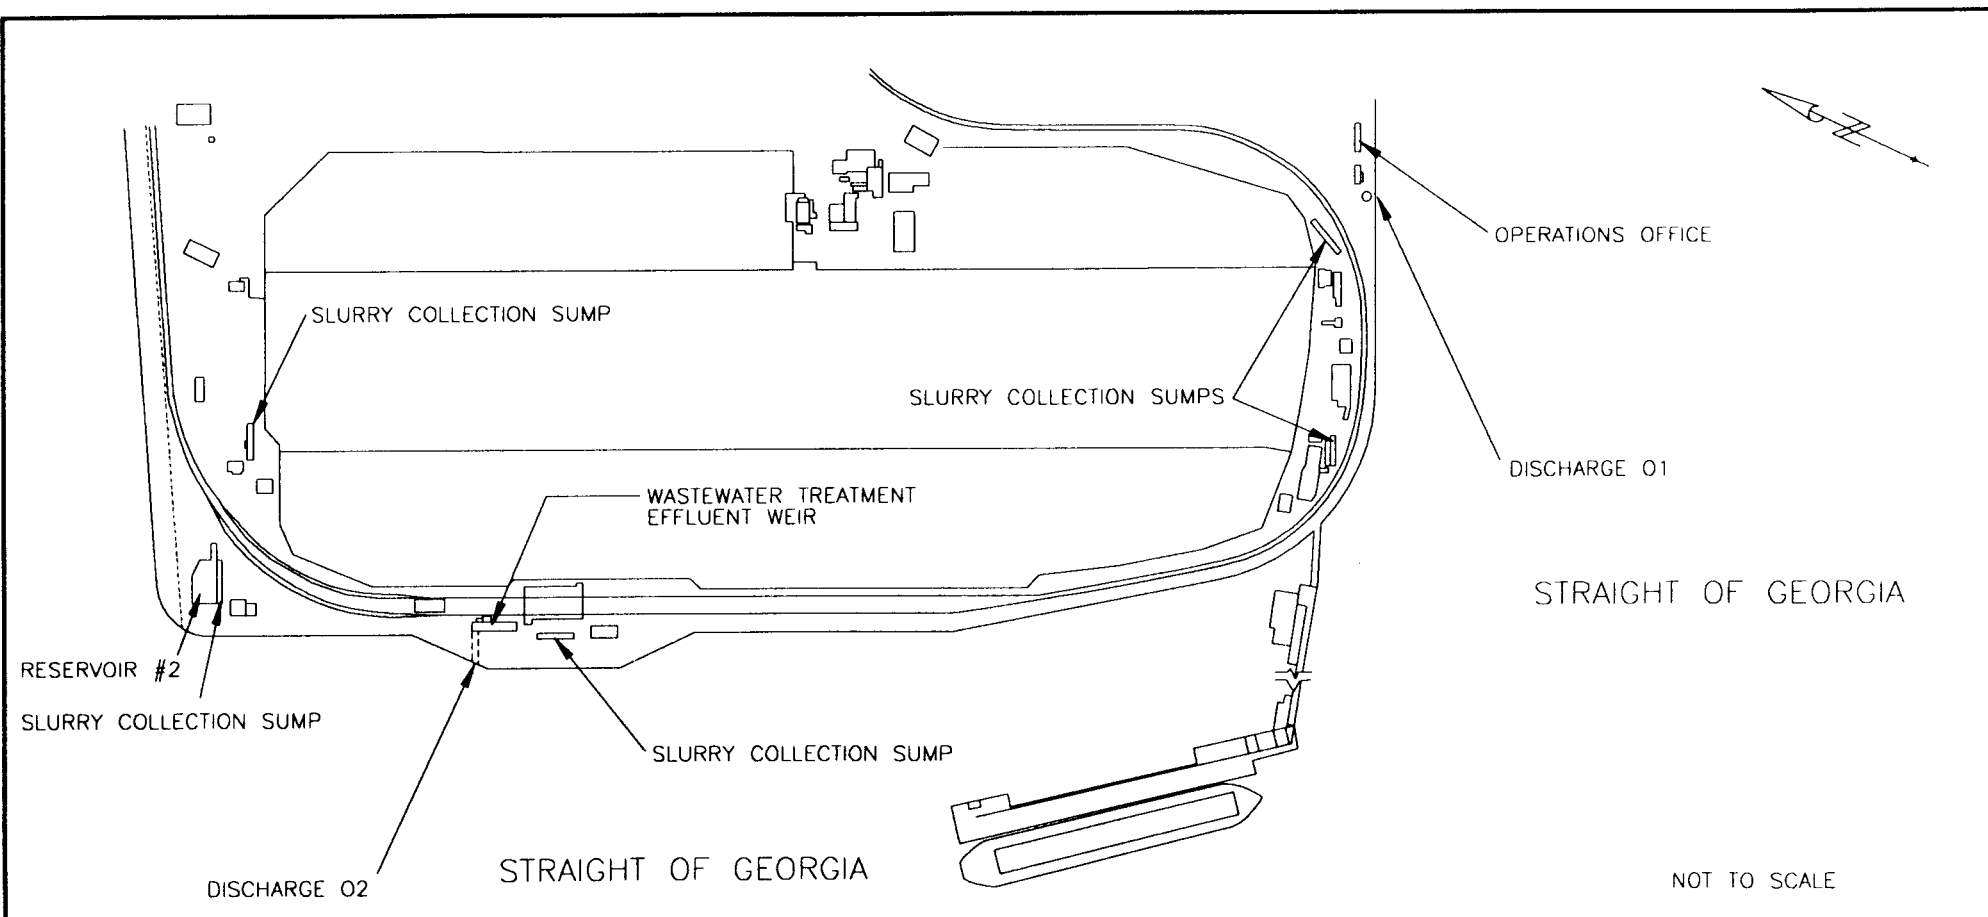 N
OPERATIONS OFFICE
SLURRY COLLECTION SUMP
SLURRY COLLECTION SUMPS
DISCHARGE 01
WASTEWATER TREATMENT
EFFLUENT WEIR
STRAIGHT OF GEORGIA
RESERVOIR #2
SLURRY COLLECTION SUMP
SLURRY COLLECTION SUMP
STRAIGHT OF GEORGIA
DISCHARGE 02
NOT TO SCALE